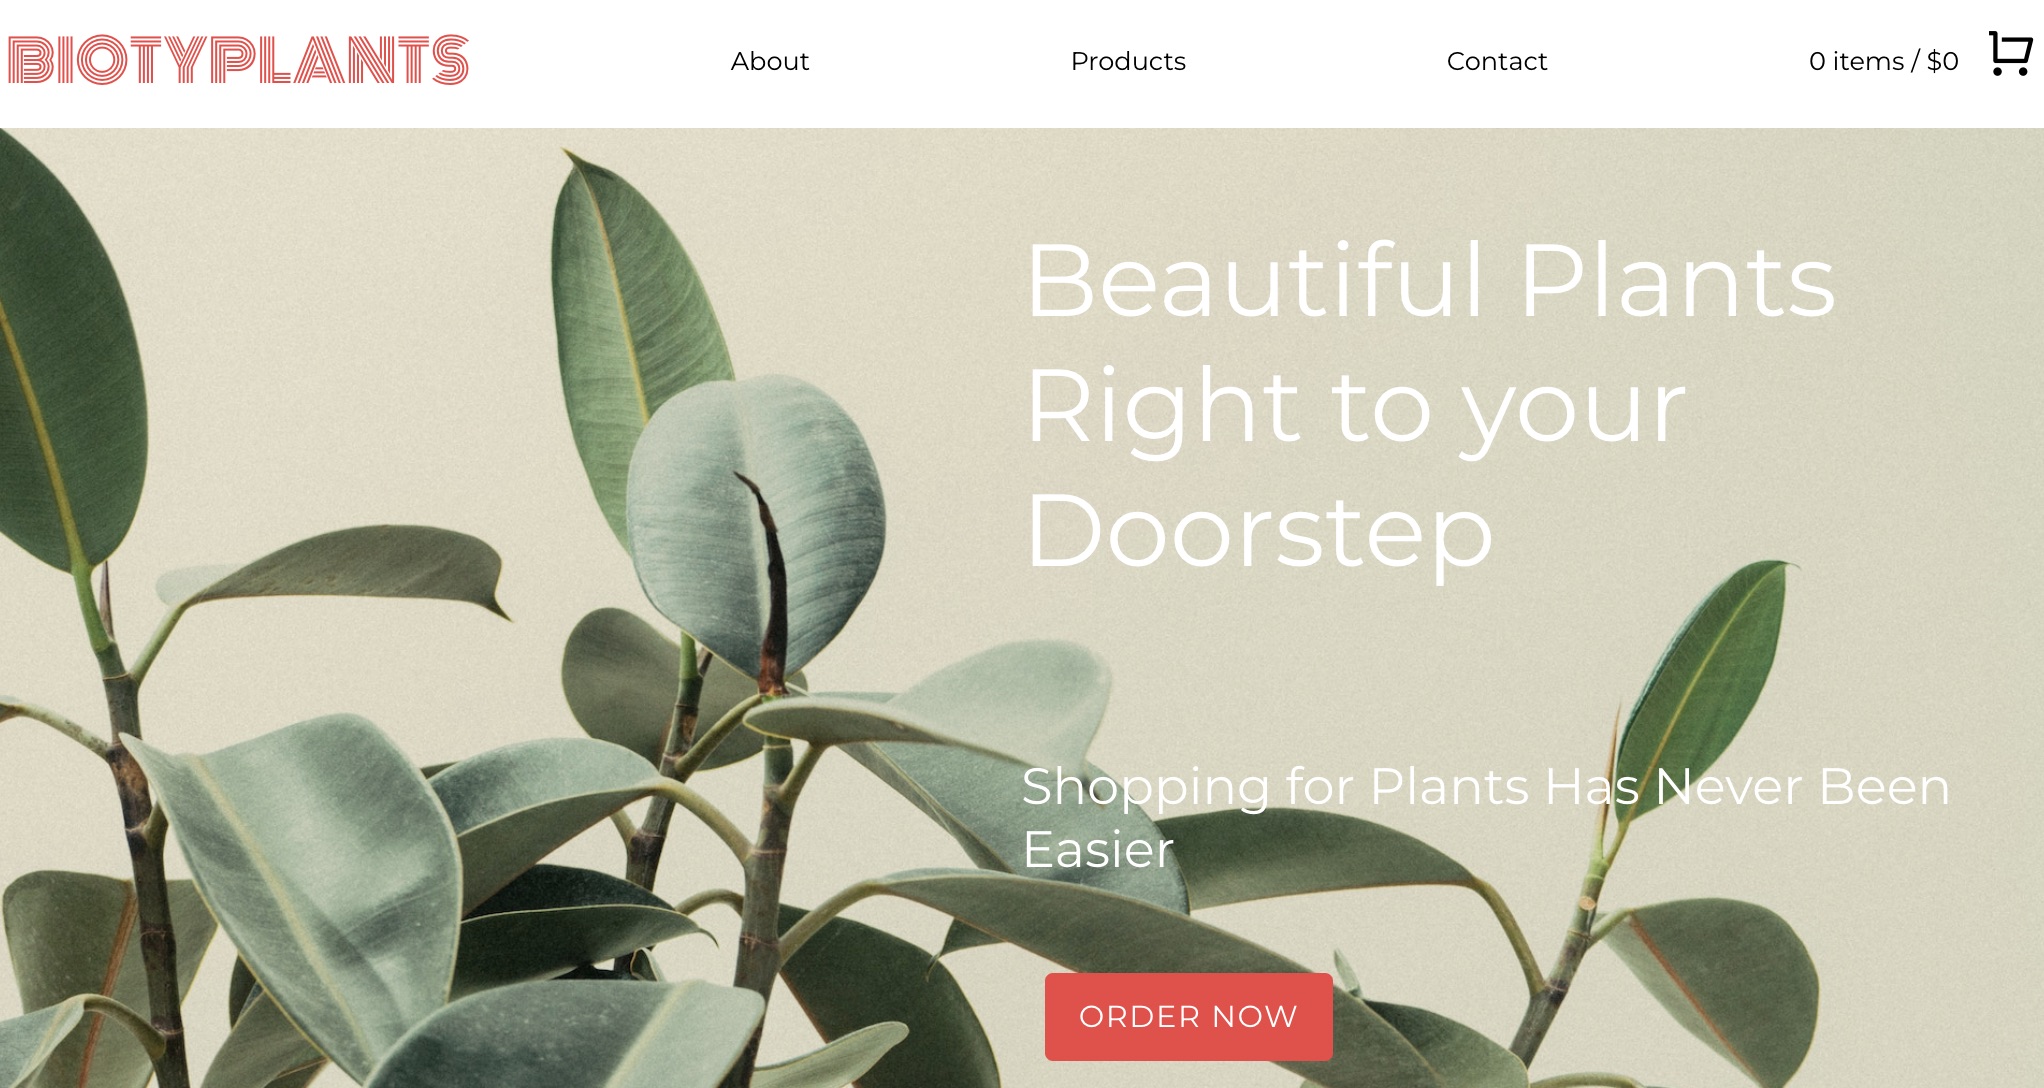 BIOTYPLANTS
About
Products
Contact
0 items / $0
Beautiful Plants
Right to your
Doorstep
Shopping for Plants Has Never Been
Easier
ORDER NOW